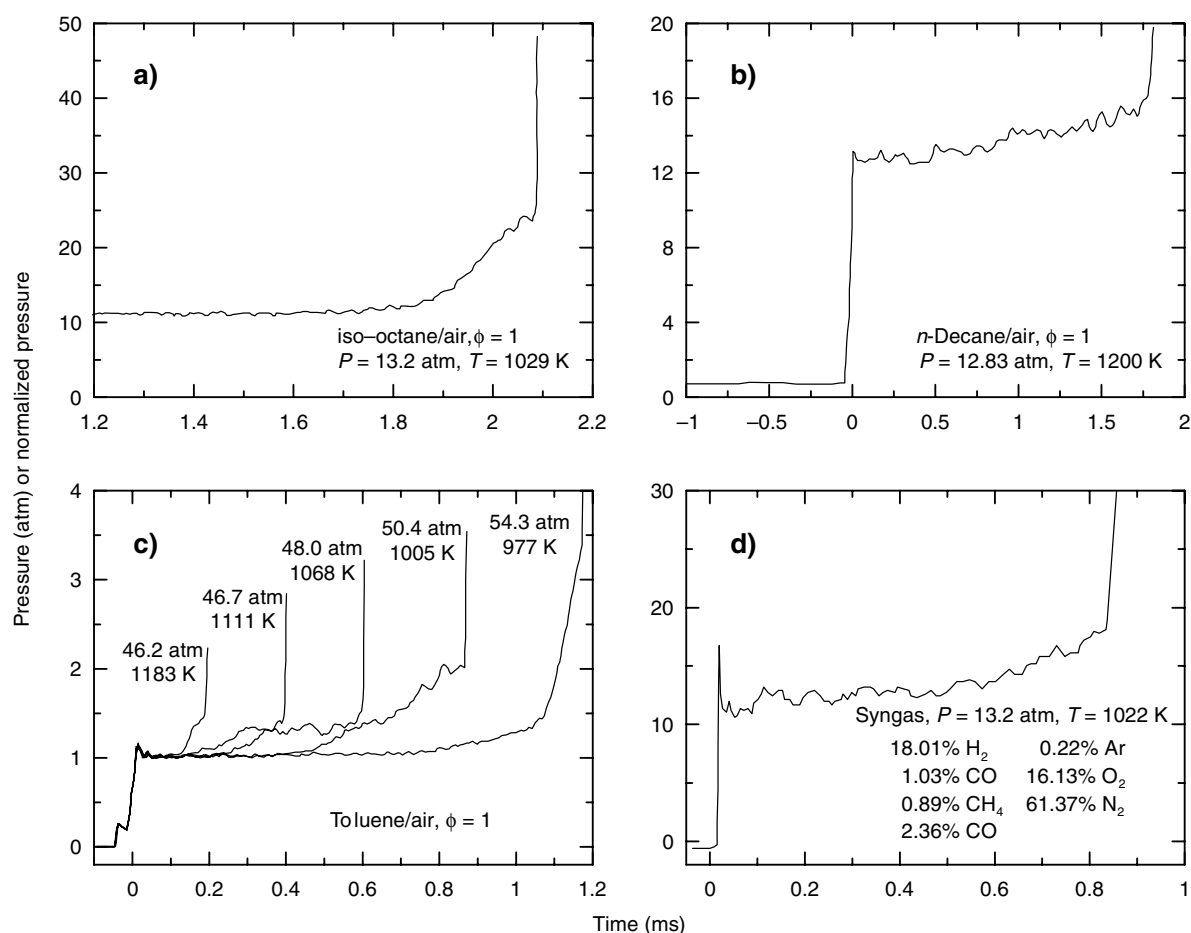 Pressure (atm) or normalized pressure
50
40
30
20
10
0
a)
iso–octane/air,ϕ = 1
P = 13.2 atm, T = 1029 K
1.2 1.4 1.6 1.8 2 2.2
20
16
12
8
4
0
b)
n-Decane/air, ϕ = 1
P = 12.83 atm, T = 1200 K
–1 –0.5 0 0.5 1 1.5 2
4
3
2
1
0
c)
46.2 atm
1183 K
46.7 atm
1111 K
48.0 atm
1068 K
50.4 atm
1005 K
54.3 atm
977 K
Toluene/air, ϕ = 1
0 0.2 0.4 0.6 0.8 1 1.2
30
20
10
0
d)
Syngas, P = 13.2 atm, T = 1022 K
18.01% H₂ 0.22% Ar
1.03% CO 16.13% O₂
0.89% CH₄ 61.37% N₂
2.36% CO
0 0.2 0.4 0.6 0.8 1
Time (ms)